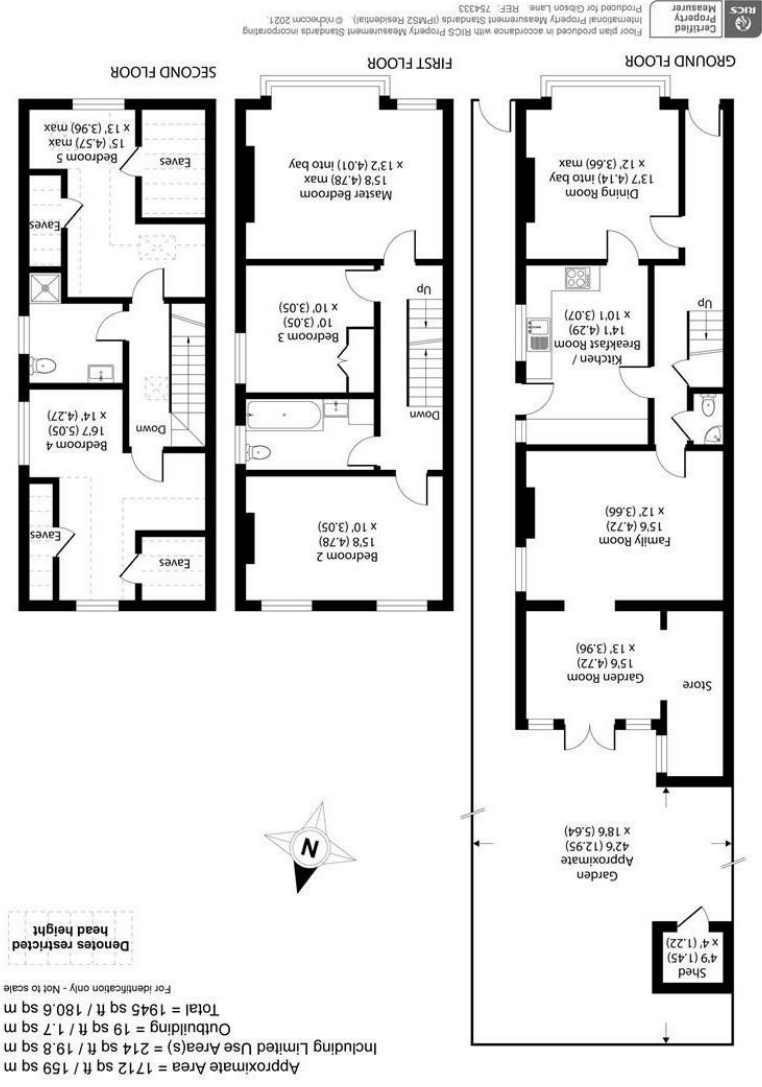 Approximate Area = 1712 sq ft / 159 sq m
Including Limited Use Area(s) = 214 sq ft / 19.8 sq m
Outbuilding = 19 sq ft / 1.7 sq m
Total = 1945 sq ft / 180.6 sq m
For identification only - Not to scale
Denotes restricted
head height
Shed
4'9 (1.45)
x 4' (1.22)
Garden
Approximate
42'6 (12.95)
x 18'6 (5.64)
N
Store
Garden Room
15'6 (4.72)
x 13' (3.96)
Family Room
15'6 (4.72)
x 12' (3.66)
Kitchen /
Breakfast Room
14'1 (4.29)
x 10'1 (3.07)
Up
Dining Room
13'7 (4.14) into bay
x 12' (3.66) max
GROUND FLOOR
Bedroom 2
15'8 (4.78)
x 10' (3.05)
Down
Bedroom 3
10' (3.05)
x 10' (3.05)
Up
Master Bedroom
15'8 (4.78) max
x 13'2 (4.01) into bay
FIRST FLOOR
Eaves
Eaves
Bedroom 4
16'7 (5.05)
x 14' (4.27)
Down
Eaves
Eaves
Bedroom 5
15' (4.57) max
x 13' (3.96) max
SECOND FLOOR
RICS
Certified
Property
Measurer
Floor plan produced in accordance with RICS Property Measurement Standards incorporating
International Property Measurement Standards (IPMS2 Residential). © nichecom 2021.
Produced for Gibson Lane. REF: 754333